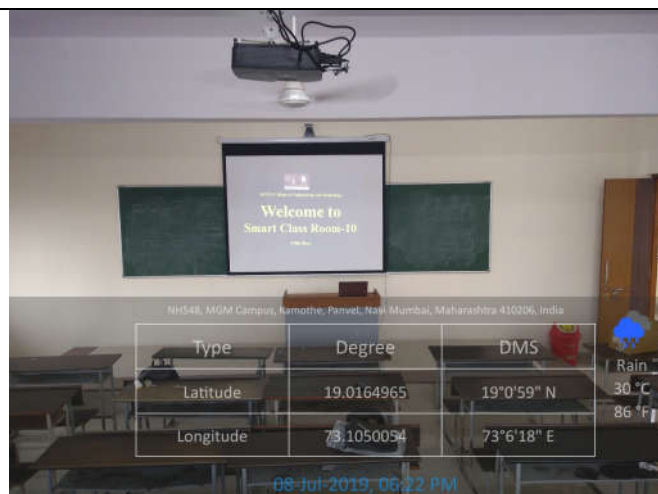 Welcome to
Smart Class Room-10
NH548, MGM Campus, Kamothe, Panvel, Navi Mumbai, Maharashtra 410206, India
Type Degree DMS
Latitude 19.0164965 19°0'59" N
Longitude 73.1050054 73°6'18" E
Rain
30 °C
86 °F
08-Jul-2019, 06:22 PM